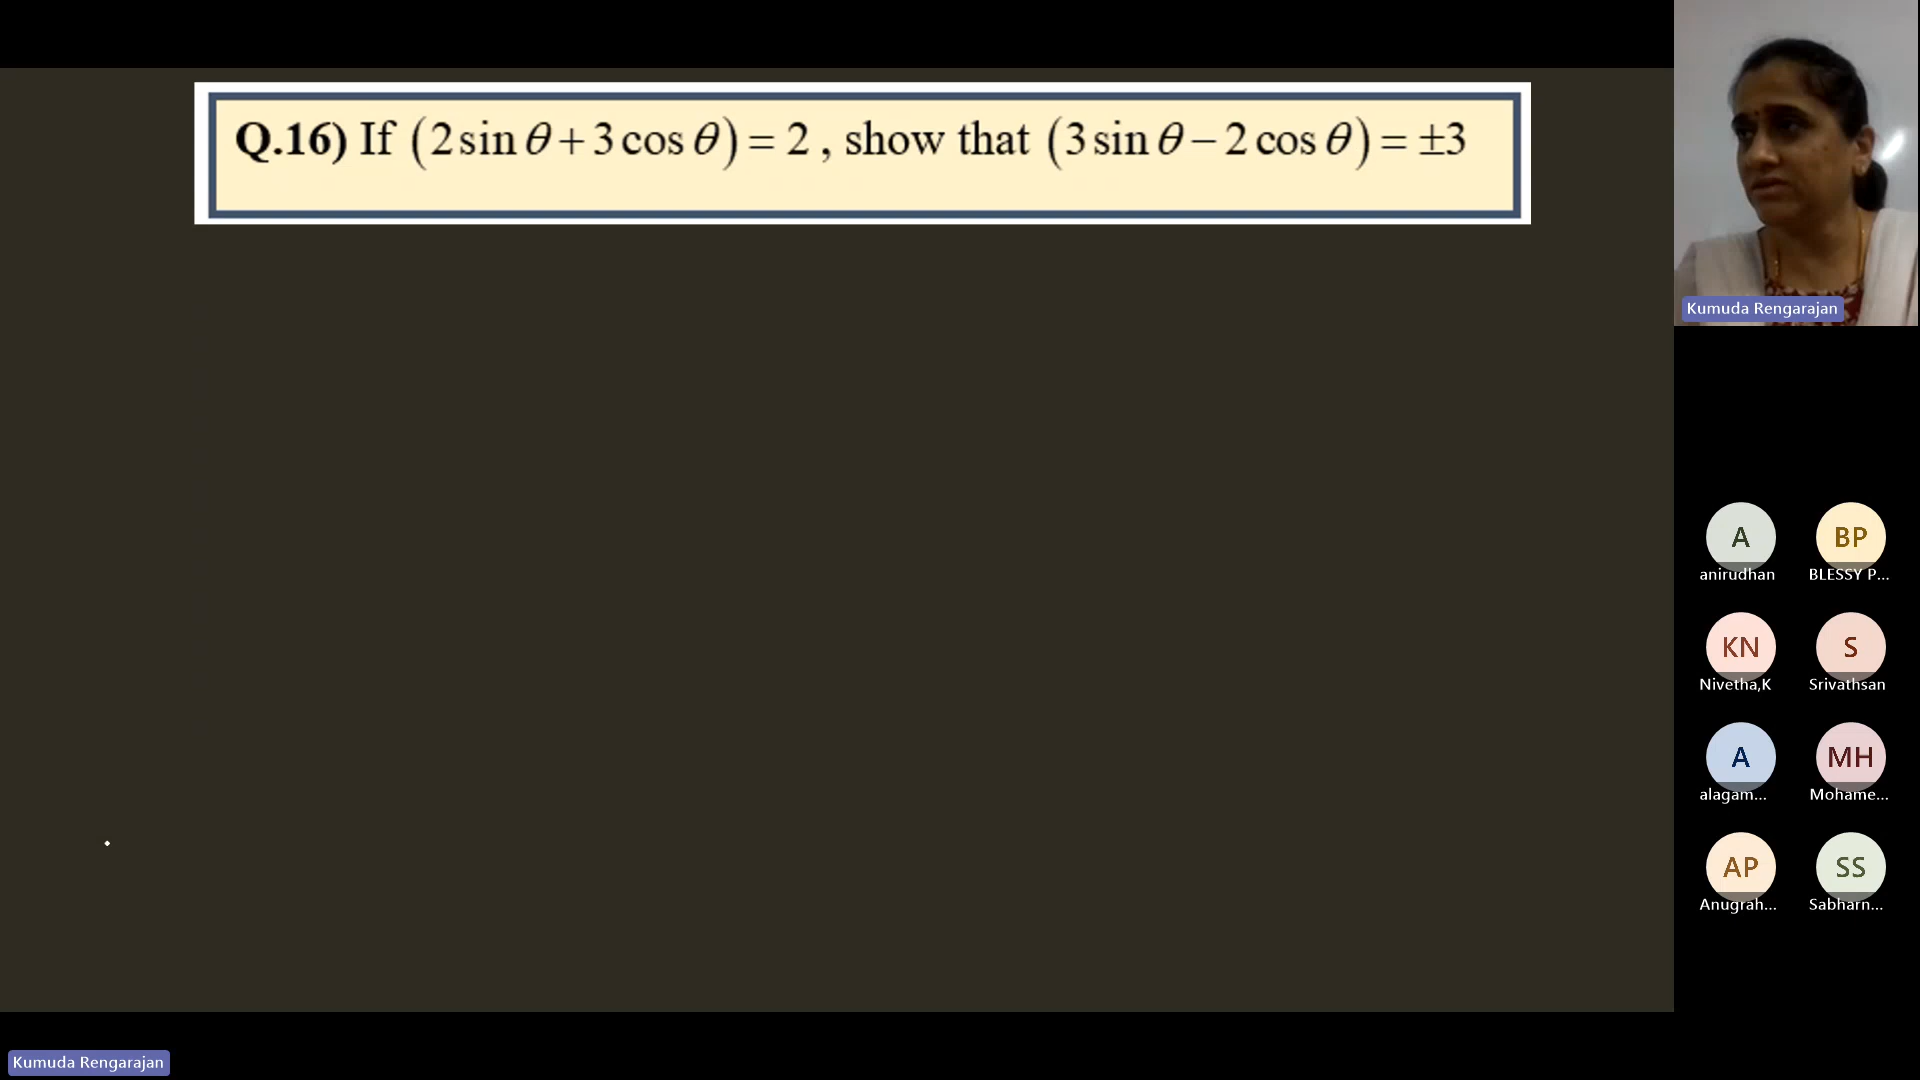 Q.16) If (2 sin θ + 3 cos θ) = 2 , show that (3 sin θ − 2 cos θ) = ±3
Kumuda Rengarajan
A
BP
anirudhan
BLESSY P...
KN
S
Nivetha,K
Srivathsan
A
MH
alagam...
Mohame...
AP
SS
Anugrah...
Sabharn...
Kumuda Rengarajan